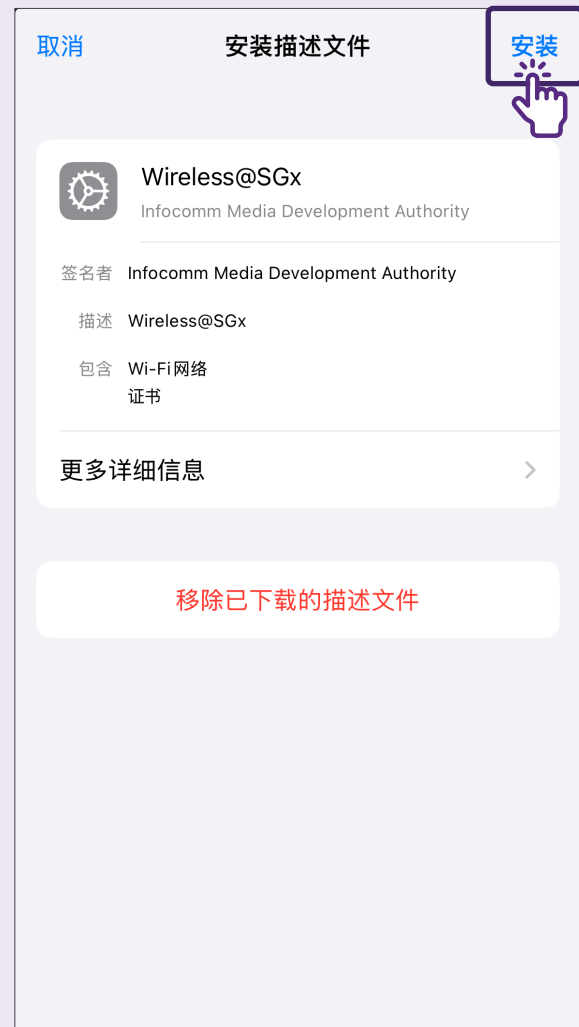 取消 安装描述文件 安装
Wireless@SGx
Infocomm Media Development Authority
签名者 Infocomm Media Development Authority
描述 Wireless@SGx
包含 Wi-Fi网络
证书
更多详细信息
移除已下载的描述文件